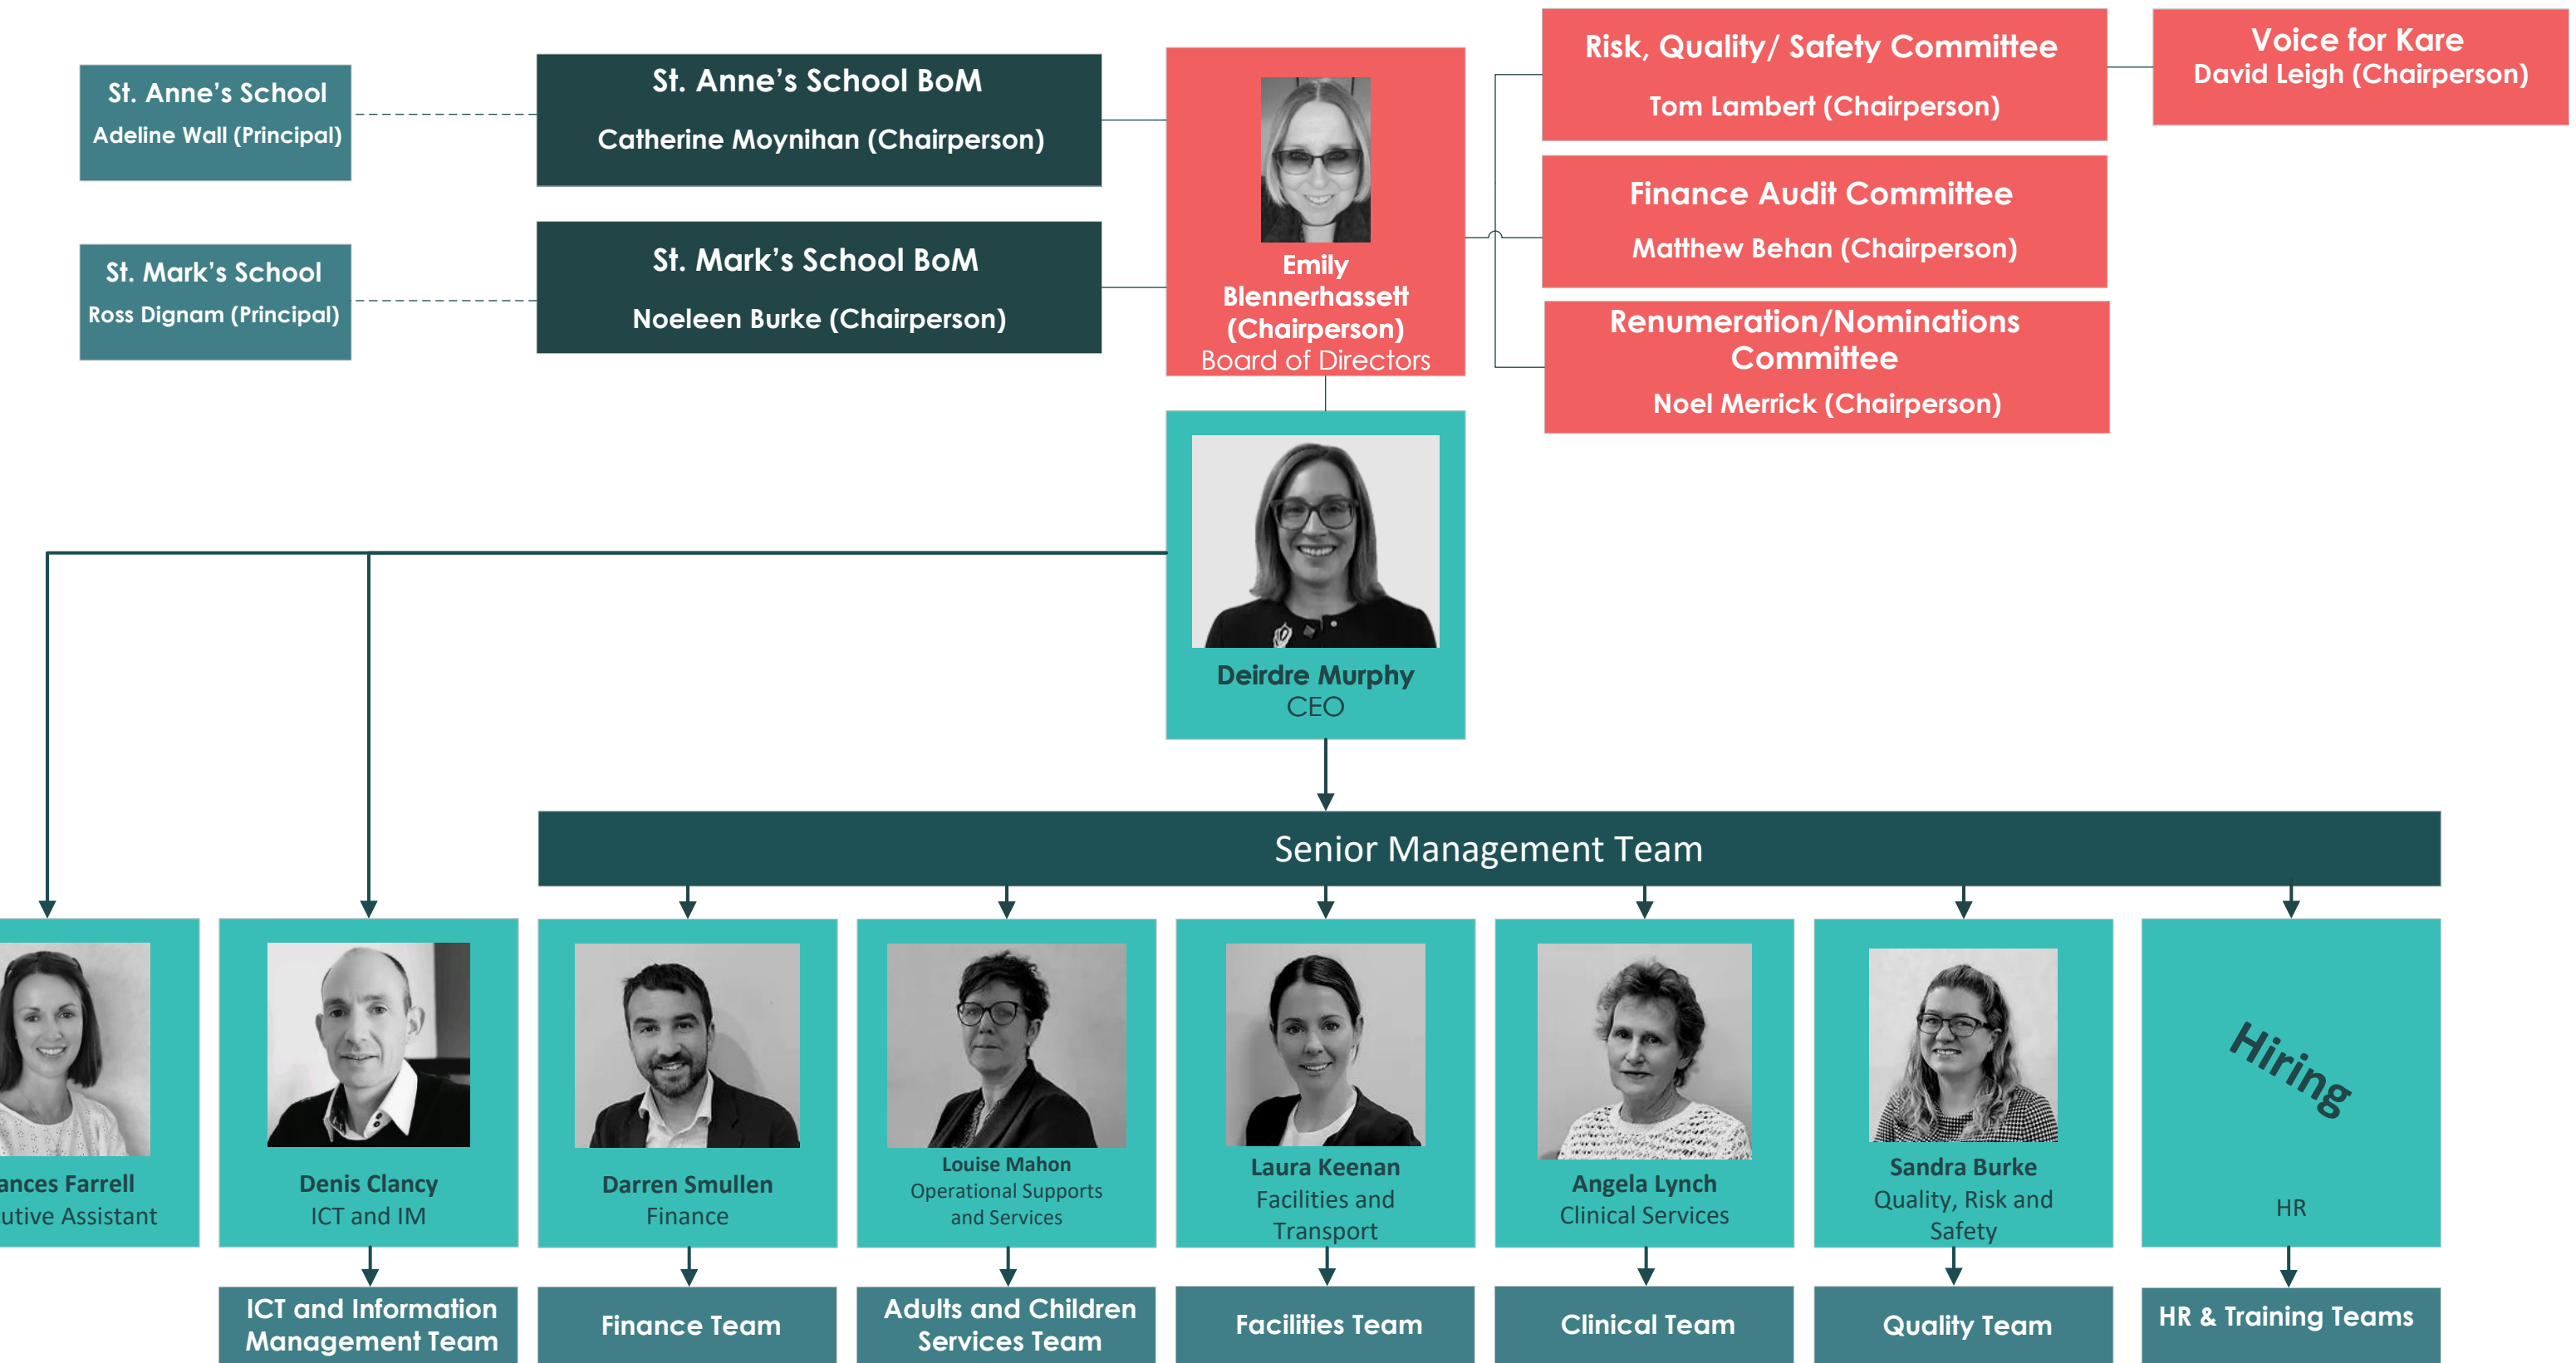 St. Anne's School
Adeline Wall (Principal)
St. Anne's School BoM
Catherine Moynihan (Chairperson)
St. Mark's School
Ross Dignam (Principal)
St. Mark's School BoM
Noeleen Burke (Chairperson)
Emily
Blennerhassett
(Chairperson)
Board of Directors
Risk, Quality/ Safety Committee
Tom Lambert (Chairperson)
Voice for Kare
David Leigh (Chairperson)
Finance Audit Committee
Matthew Behan (Chairperson)
Renumeration/Nominations
Committee
Noel Merrick (Chairperson)
Deirdre Murphy
CEO
Senior Management Team
Farrell
Assistant
Denis Clancy
ICT and IM
Darren Smullen
Finance
Louise Mahon
Operational Supports
and Services
Laura Keenan
Facilities and
Transport
Angela Lynch
Clinical Services
Sandra Burke
Quality, Risk and
Safety
Hiring
HR
ICT and Information
Management Team
Finance Team
Adults and Children
Services Team
Facilities Team
Clinical Team
Quality Team
HR & Training Teams